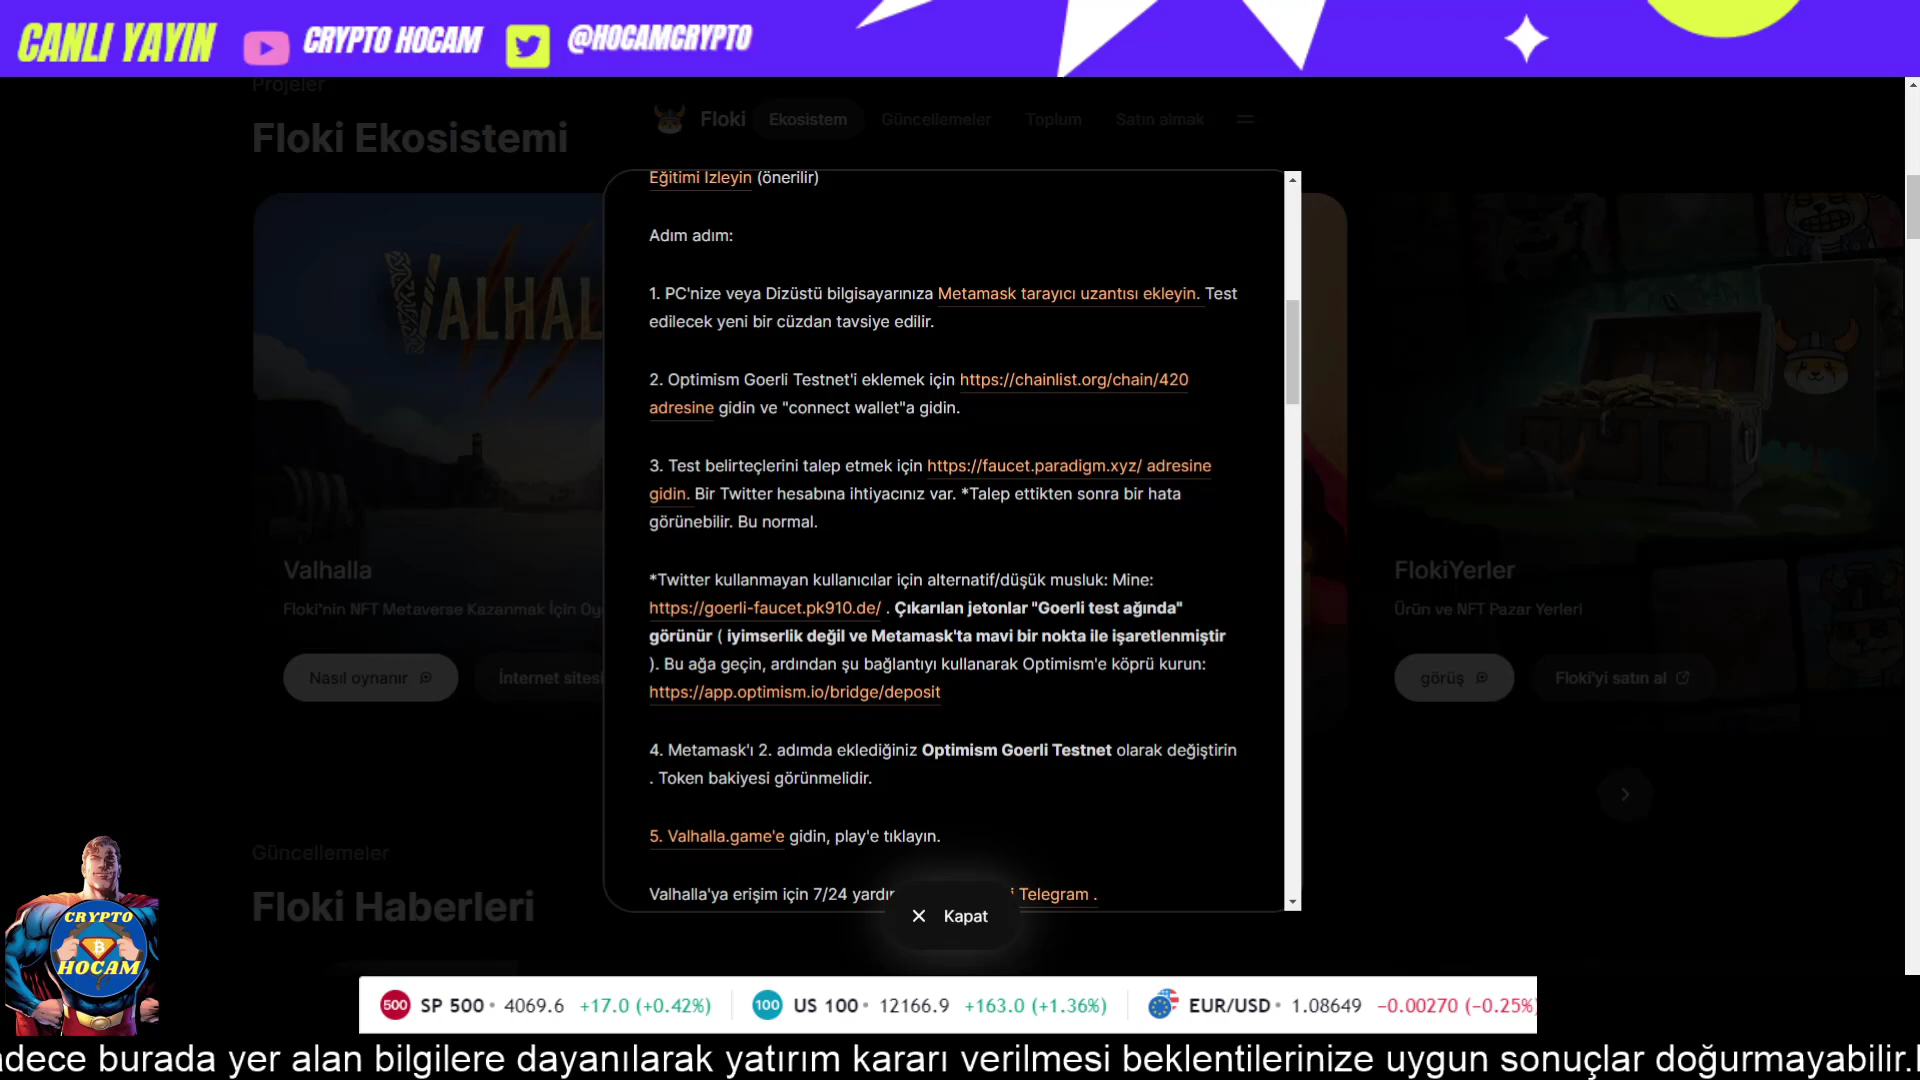 CANLI YAYIN
CRYPTO HOCAM
@HOCAMCRYPTO
Projeler
Floki Ekosistemi
Floki
Ekosistem
Güncellemeler
Toplum
Satın almak
Eğitimi Izleyin (önerilir)
Adım adım:
1. PC'nize veya Dizüstü bilgisayarınıza Metamask tarayıcı uzantısı ekleyin. Test
edilecek yeni bir cüzdan tavsiye edilir.
2. Optimism Goerli Testnet'i eklemek için https://chainlist.org/chain/420
adresine gidin ve "connect wallet"a gidin.
3. Test belirteçlerini talep etmek için https://faucet.paradigm.xyz/ adresine
gidin. Bir Twitter hesabına ihtiyacınız var. *Talep ettikten sonra bir hata
görünebilir. Bu normal.
*Twitter kullanmayan kullanıcılar için alternatif/düşük musluk: Mine:
https://goerli-faucet.pk910.de/ . Çıkarılan jetonlar "Goerli test ağında"
görünür ( iyimserlik değil ve Metamask'ta mavi bir nokta ile işaretlenmiştir
). Bu ağa geçin, ardından şu bağlantıyı kullanarak Optimism'e köprü kurun:
https://app.optimism.io/bridge/deposit
4. Metamask'ı 2. adımda eklediğiniz Optimism Goerli Testnet olarak değiştirin
. Token bakiyesi görünmelidir.
5. Valhalla.game'e gidin, play'e tıklayın.
Valhalla'ya erişim için 7/24 Telegram .
Kapat
VALHAL
Valhalla
Floki'nin NFT Metaverse Kazanmak İçin
Nasıl oynanır
İnternet sitesi
FlokiYerler
Ürün ve NFT Pazar Yerleri
görüş
Floki'yi satın al
Güncellemeler
Floki Haberleri
CRYPTO
HOCAM
500 SP 500 4069.6 +17.0 (+0.42%)
100 US 100 12166.9 +163.0 (+1.36%)
EUR/USD 1.08649 −0.00270 (−0.25%)
burada yer alan bilgilere dayanılarak yatırım kararı verilmesi beklentilerinize uygun sonuçlar doğurmayabilir.